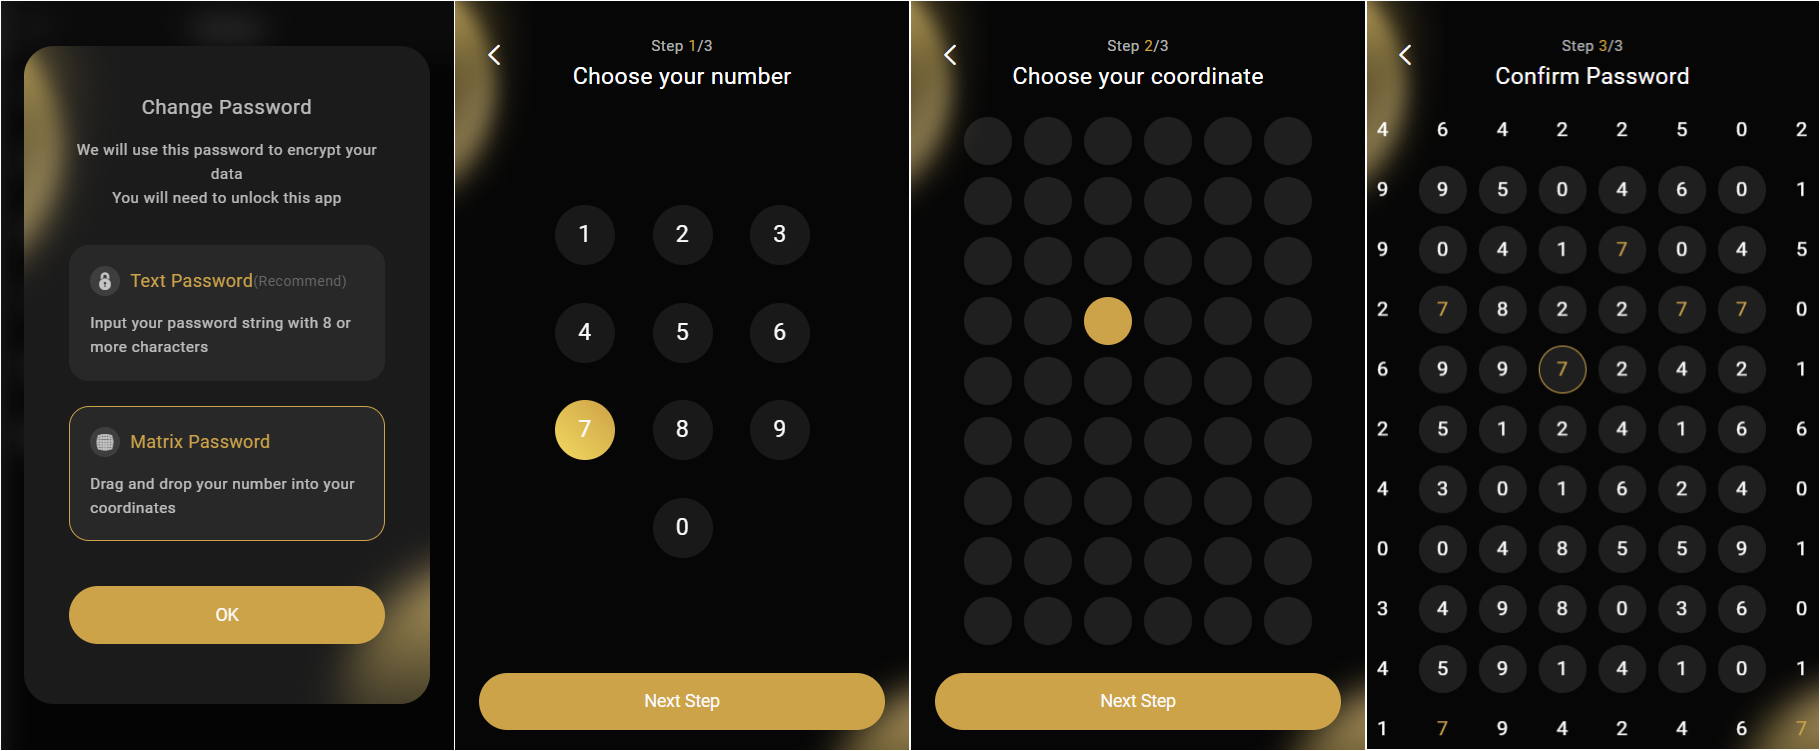 Change Password
We will use this password to encrypt your
data
You will need to unlock this app
Text Password(Recommend)
Input your password string with 8 or
more characters
Matrix Password
Drag and drop your number into your
coordinates
OK
Step 1/3
Choose your number
1 2 3
4 5 6
7 8 9
0
Next Step
Step 2/3
Choose your coordinate
Next Step
Step 3/3
Confirm Password
4 6 4 2 2 5 0 2
9 9 5 0 4 6 0 1
9 0 4 1 7 0 4 5
2 7 8 2 2 7 7 0
6 9 9 7 2 4 2 1
2 5 1 2 4 1 6 6
4 3 0 1 6 2 4 0
0 0 4 8 5 5 9 1
3 4 9 8 0 3 6 0
4 5 9 1 4 1 0 1
1 7 9 4 2 4 6 7